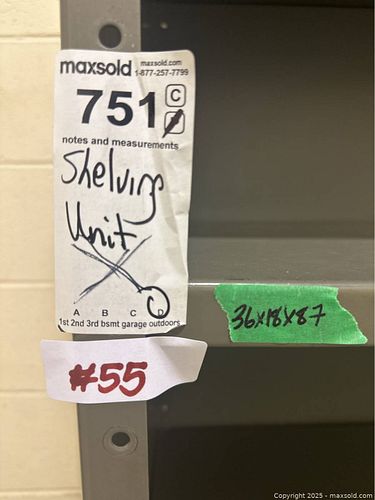 maxsold maxsold.com
1-877-257-7799
751 C
notes and measurements
Shelving
Unit
A B C D
1st 2nd 3rd bsmt garage outdoors
36x18x87
#55
Copyright © 2025 - maxsold.com